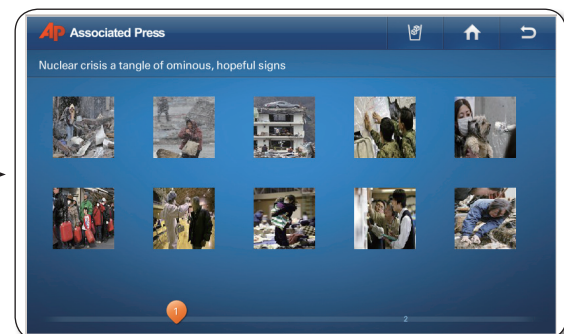 AP Associated Press
Nuclear crisis a tangle of ominous, hopeful signs
1
2